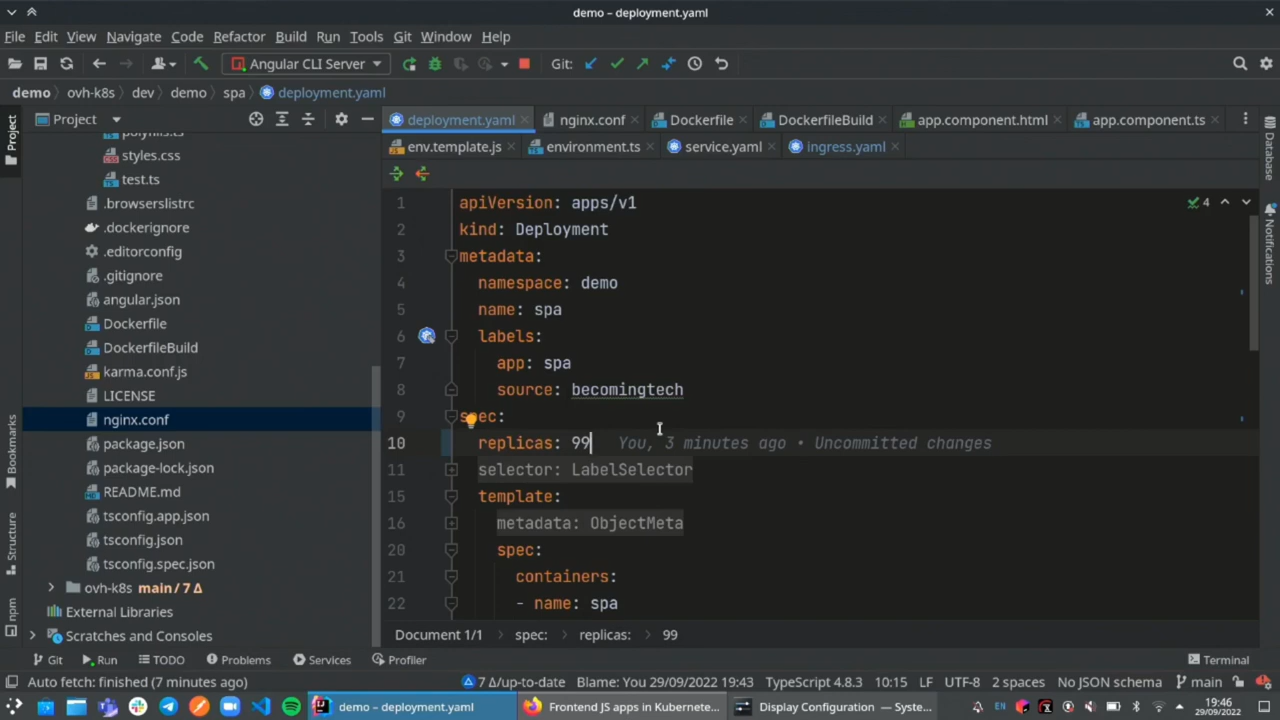 demo – deployment.yaml
File Edit View Navigate Code Refactor Build Run Tools Git Window Help
Angular CLI Server Git:
demo ovh-k8s dev demo spa deployment.yaml
Project
deployment.yaml nginx.conf Dockerfile DockerfileBuild app.component.html app.component.ts
env.template.js environment.ts service.yaml ingress.yaml
Project
Bookmarks
Structure
npm
Database
Notifications
polyfills.ts
styles.css
test.ts
.browserslistrc
.dockerignore
.editorconfig
.gitignore
angular.json
Dockerfile
DockerfileBuild
karma.conf.js
LICENSE
nginx.conf
package.json
package-lock.json
README.md
tsconfig.app.json
tsconfig.json
tsconfig.spec.json
ovh-k8s main / 7 Δ
External Libraries
Scratches and Consoles
4
1 apiVersion: apps/v1
2 kind: Deployment
3 metadata:
4 namespace: demo
5 name: spa
6 labels:
7 app: spa
8 source: becomingtech
9 spec:
10 replicas: 99 You, 3 minutes ago • Uncommitted changes
11 selector: LabelSelector
15 template:
16 metadata: ObjectMeta
20 spec:
21 containers:
22 - name: spa
Document 1/1 spec: replicas: 99
Git Run TODO Problems Services Profiler Terminal
Auto fetch: finished (7 minutes ago) 7 Δ/up-to-date Blame: You 29/09/2022 19:43 TypeScript 4.8.3 10:15 LF UTF-8 2 spaces No JSON schema main
demo – deployment.yaml Frontend JS apps in Kubernete... Display Configuration — Syste... EN 19:46
29/09/2022